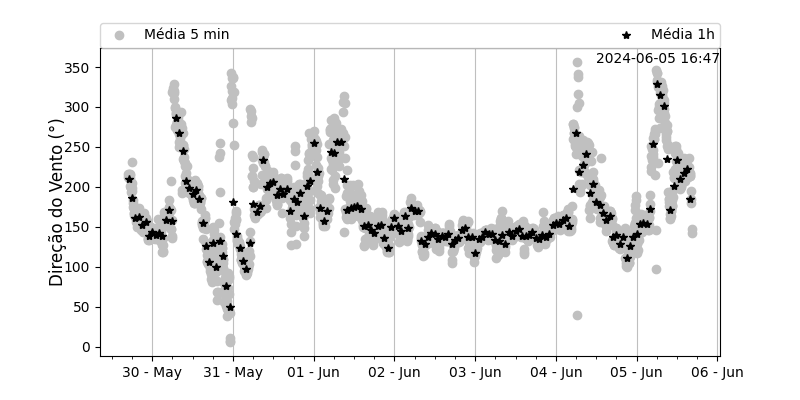 Média 5 min
Média 1h
2024-06-05 16:47
Direção do Vento (°)
350
300
250
200
150
100
50
0
30 - May
31 - May
01 - Jun
02 - Jun
03 - Jun
04 - Jun
05 - Jun
06 - Jun